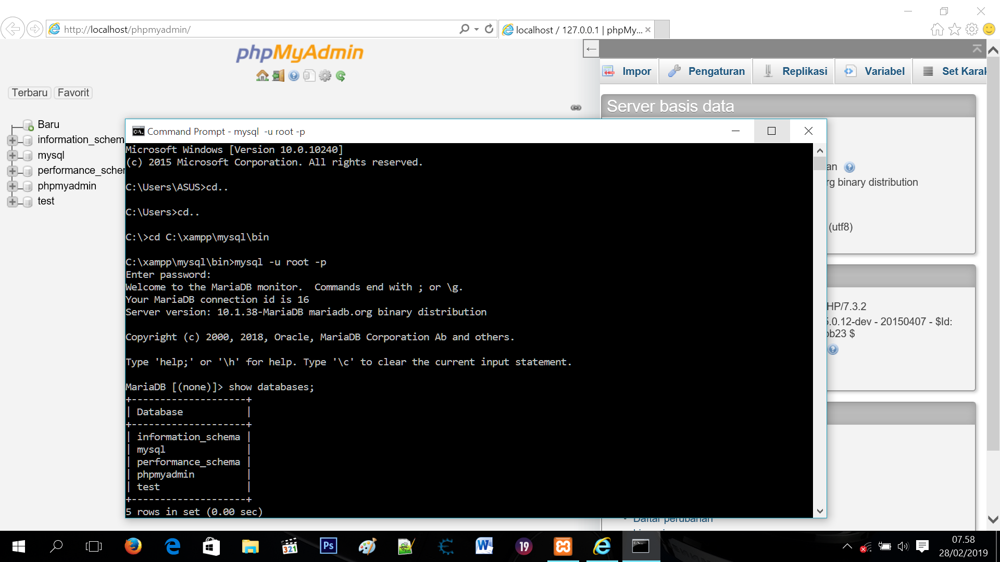 http://localhost/phpmyadmin/
localhost / 127.0.0.1 | phpMy...
phpMyAdmin
Terbaru
Favorit
Baru
information_schem
mysql
performance_scher
phpmyadmin
test
Impor
Pengaturan
Replikasi
Variabel
Set Karak
Server basis data
an
rg binary distribution
(utf8)
HP/7.3.2
5.0.12-dev - 20150407 - $Id:
bb23 $
Daftar perubahan
Command Prompt - mysql  -u root -p
Microsoft Windows [Version 10.0.10240]
(c) 2015 Microsoft Corporation. All rights reserved.
C:\Users\ASUS>cd..
C:\Users>cd..
C:\>cd C:\xampp\mysql\bin
C:\xampp\mysql\bin>mysql -u root -p
Enter password:
Welcome to the MariaDB monitor.  Commands end with ; or \g.
Your MariaDB connection id is 16
Server version: 10.1.38-MariaDB mariadb.org binary distribution
Copyright (c) 2000, 2018, Oracle, MariaDB Corporation Ab and others.
Type 'help;' or '\h' for help. Type '\c' to clear the current input statement.
MariaDB [(none)]> show databases;
+--------------------+
| Database           |
+--------------------+
| information_schema |
| mysql              |
| performance_schema |
| phpmyadmin         |
| test               |
+--------------------+
5 rows in set (0.00 sec)
321
Ps
W
19
07.58
28/02/2019